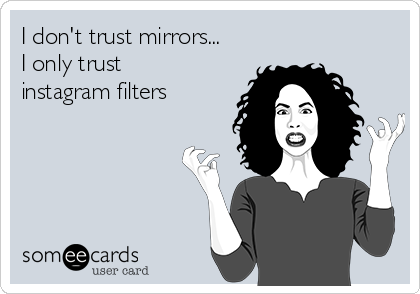 I don't trust mirrors...
I only trust
instagram filters
someecards
user card